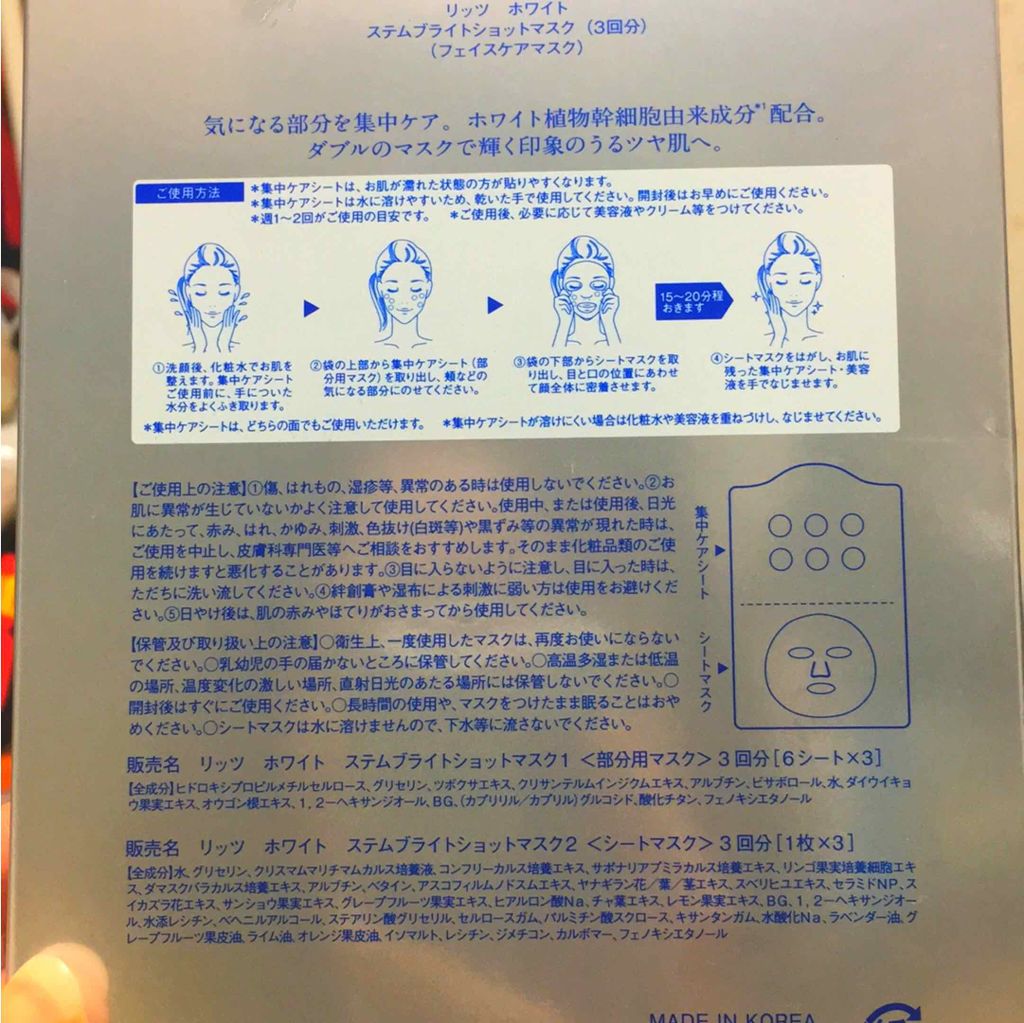 リッツ ホワイト
ステムブライトショットマスク(3回分)
(フェイスケアマスク)
気になる部分を集中ケア。ホワイト植物幹細胞由来成分*1配合。
ダブルのマスクで輝く印象のうるツヤ肌へ。
ご使用方法
*集中ケアシートは、お肌が濡れた状態の方が貼りやすくなります。
*集中ケアシートは水に溶けやすいため、乾いた手で使用してください。開封後はお早めにご使用ください。
*週1~2回がご使用の目安です。 *ご使用後、必要に応じて美容液やクリーム等をつけてください。
15~20分程
おきます
①洗顔後、化粧水でお肌を
整えます。集中ケアシート
ご使用前に、手についた
水分をよくふき取ります。
②袋の上部から集中ケアシート(部
分用マスク)を取り出し、頬などの
気になる部分にのせてください。
③袋の下部からシートマスクを取
り出し、目と口の位置にあわせ
て顔全体に密着させます。
④シートマスクをはがし、お肌に
残った集中ケアシート・美容
液を手でなじませます。
*集中ケアシートは、どちらの面でもご使用いただけます。 *集中ケアシートが溶けにくい場合は化粧水や美容液を重ねづけし、なじませてください。
【ご使用上の注意】①傷、はれもの、湿疹等、異常のある時は使用しないでください。②お
肌に異常が生じていないかよく注意して使用してください。使用中、または使用後、日光
にあたって、赤み、はれ、かゆみ、刺激、色抜け(白斑等)や黒ずみ等の異常が現れた時は、
ご使用を中止し、皮膚科専門医等へご相談をおすすめします。そのまま化粧品類のご使
用を続けますと悪化することがあります。③目に入らないように注意し、目に入った時は、
ただちに洗い流してください。④絆創膏や湿布による刺激に弱い方は使用をお避けくだ
さい。⑤日やけ後は、肌の赤みやほてりがおさまってから使用してください。
【保管及び取り扱い上の注意】○衛生上、一度使用したマスクは、再度お使いにならない
でください。○乳幼児の手の届かないところに保管してください。○高温多湿または低温
の場所、温度変化の激しい場所、直射日光のあたる場所には保管しないでください。○
開封後はすぐにご使用ください。○長時間の使用や、マスクをつけたまま眠ることはおや
めください。○シートマスクは水に溶けませんので、下水等に流さないでください。
集中ケアシート
シートマスク
販売名 リッツ ホワイト ステムブライトショットマスク1 <部分用マスク>3回分[6シート×3]
【全成分】ヒドロキシプロピルメチルセルロース、グリセリン、ツボクサエキス、クリサンテルムインジクムエキス、アルブチン、ビサボロール、水、ダイウイキョ
ウ果実エキス、オウゴン根エキス、1,2-ヘキサンジオール、BG、(カプリリル/カプリル)グルコシド、酸化チタン、フェノキシエタノール
販売名 リッツ ホワイト ステムブライトショットマスク2 <シートマスク>3回分[1枚×3]
【全成分】水、グリセリン、クリスマムマリチマムカルス培養液、コンフリーカルス培養エキス、サポナリアプミラカルス培養エキス、リンゴ果実培養細胞エキ
ス、ダマスクバラカルス培養エキス、アルブチン、ベタイン、アスコフィルムノドスムエキス、ヤナギラン花/葉/茎エキス、スベリヒユエキス、セラミドNP、ス
イカズラ花エキス、サンショウ果実エキス、グレープフルーツ果実エキス、ヒアルロン酸Na、チャ葉エキス、レモン果実エキス、BG、1,2-ヘキサンジオー
ル、水添レシチン、ベヘニルアルコール、ステアリン酸グリセリル、セルロースガム、パルミチン酸スクロース、キサンタンガム、水酸化Na、ラベンダー油、グ
レープフルーツ果皮油、ライム油、オレンジ果皮油、イソマルト、レシチン、ジメチコン、カルボマー、フェノキシエタノール
MADE IN KOREA